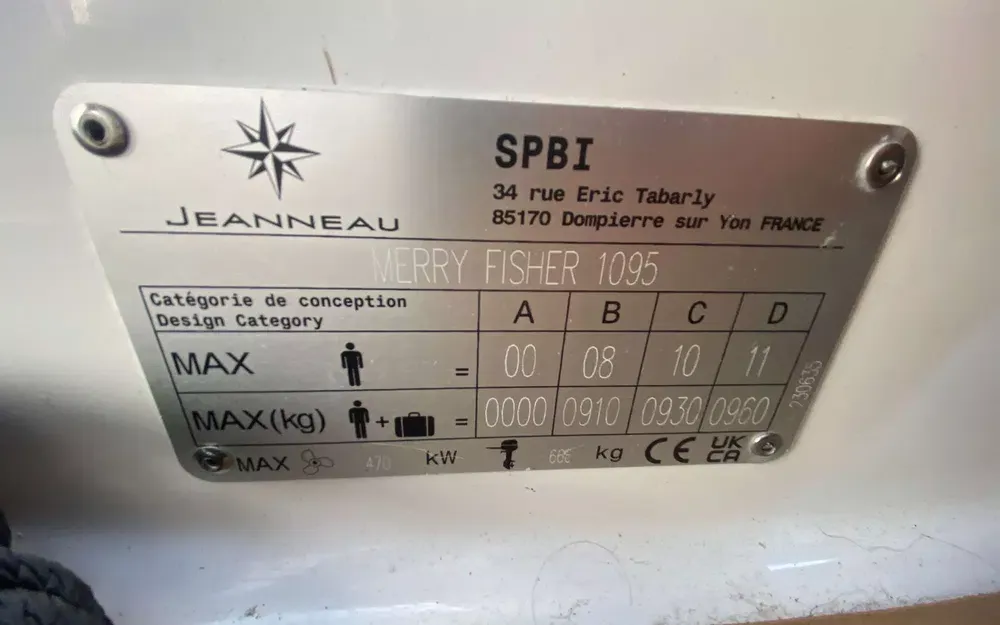 JEANNEAU
SPBI
34 rue Eric Tabarly
85170 Dompierre sur Yon FRANCE
MERRY FISHER 1095
Catégorie de conception
Design Category
A B C D
MAX = 00 08 10 11
MAX(kg) + = 0000 0910 0930 0960
230635
MAX 470 kW kg CE UK
CA